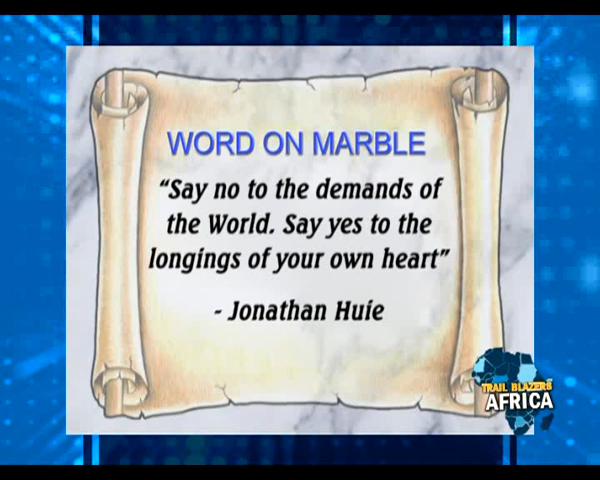 WORD ON MARBLE
“Say no to the demands of
the World. Say yes to the
longings of your own heart”
- Jonathan Huie
TRAIL BLAZERS
AFRICA